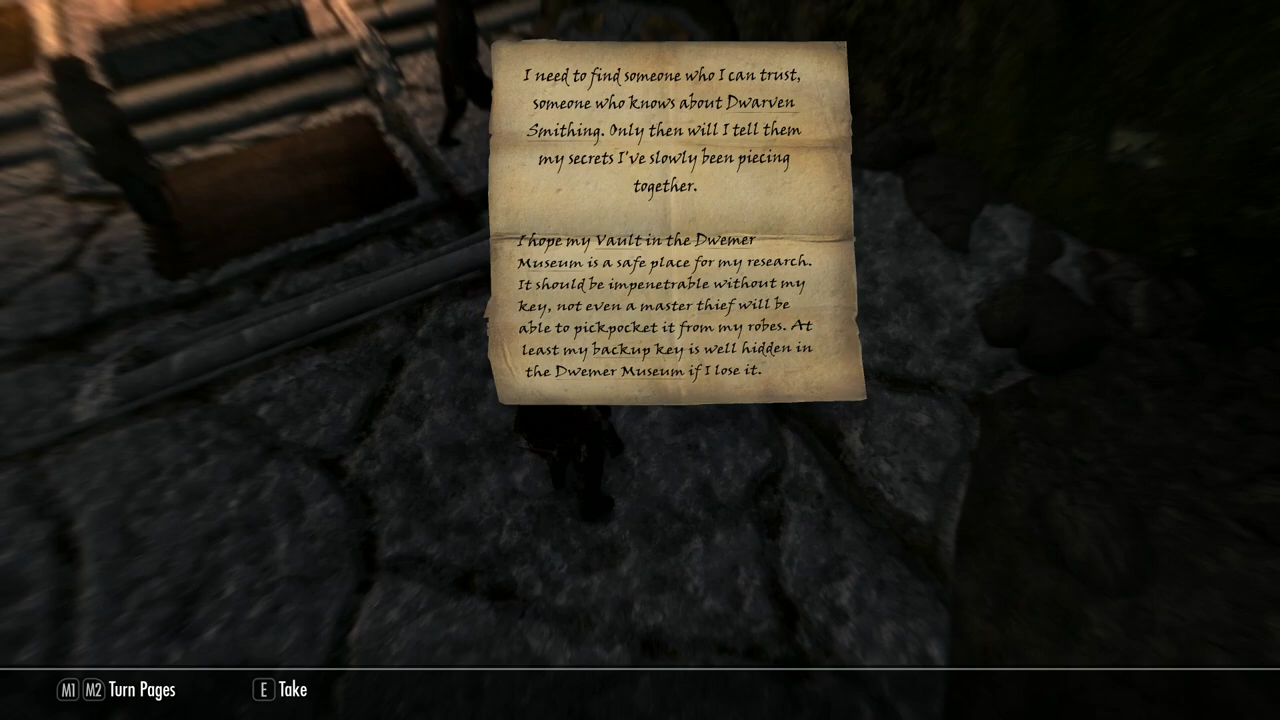 I need to find someone who I can trust,
someone who knows about Dwarven
Smithing. Only then will I tell them
my secrets I've slowly been piecing
together.
I hope my Vault in the Dwemer
Museum is a safe place for my research.
It should be impenetrable without my
key, not even a master thief will be
able to pickpocket it from my robes. At
least my backup key is well hidden in
the Dwemer Museum if I lose it.
M1 M2 Turn Pages E Take